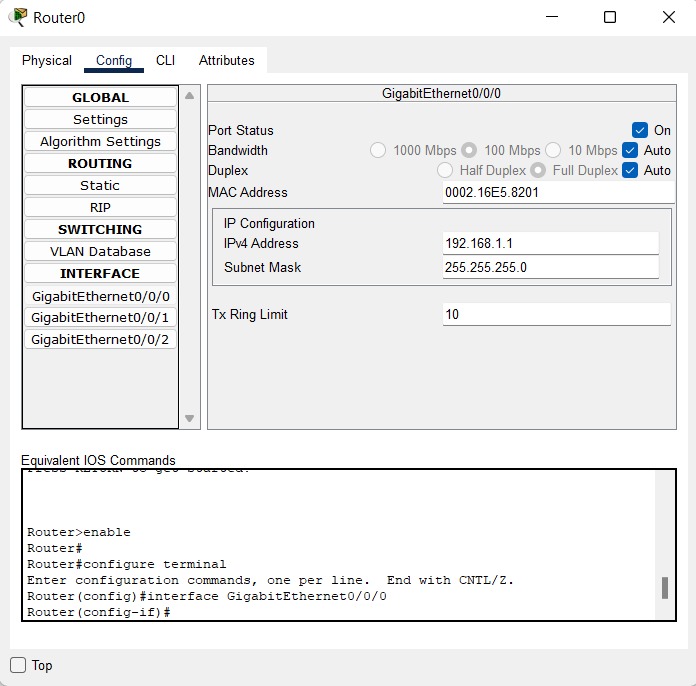 Router0
Physical Config CLI Attributes
GLOBAL
Settings
Algorithm Settings
ROUTING
Static
RIP
SWITCHING
VLAN Database
INTERFACE
GigabitEthernet0/0/0
GigabitEthernet0/0/1
GigabitEthernet0/0/2
GigabitEthernet0/0/0
Port Status On
Bandwidth 1000 Mbps 100 Mbps 10 Mbps Auto
Duplex Half Duplex Full Duplex Auto
MAC Address 0002.16E5.8201
IP Configuration
IPv4 Address 192.168.1.1
Subnet Mask 255.255.255.0
Tx Ring Limit 10
Equivalent IOS Commands
Press RETURN to get started!
Router>enable
Router#
Router#configure terminal
Enter configuration commands, one per line.  End with CNTL/Z.
Router(config)#interface GigabitEthernet0/0/0
Router(config-if)#
Top